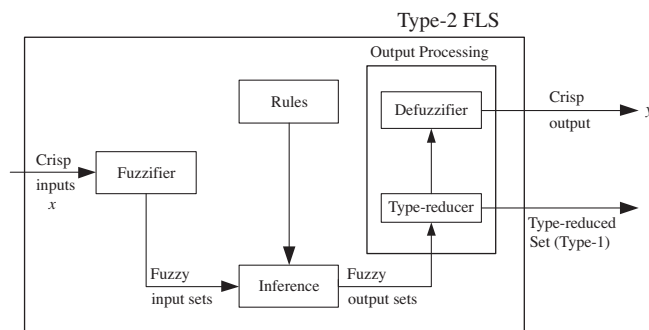 Type-2 FLS
Output Processing
Rules
Defuzzifier
Crisp
output
y
Crisp
inputs
x
Fuzzifier
Type-reducer
Type-reduced
Set (Type-1)
Fuzzy
input sets
Inference
Fuzzy
output sets